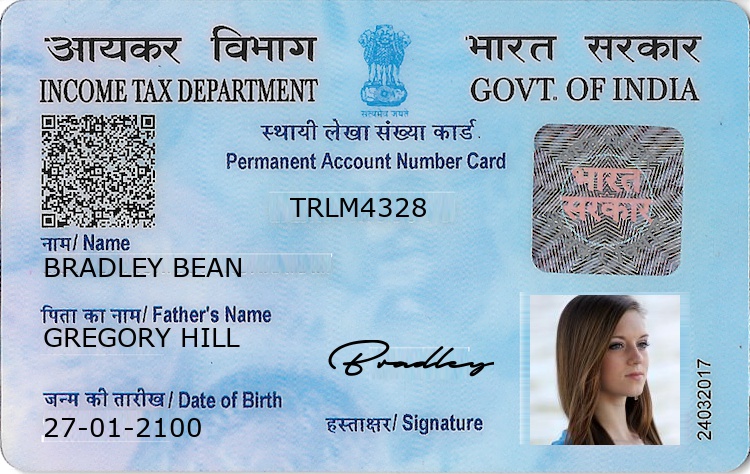 आयकर विभाग
INCOME TAX DEPARTMENT
भारत सरकार
GOVT. OF INDIA
सत्यमेव जयते
स्थायी लेखा संख्या कार्ड
Permanent Account Number Card
TRLM4328
भारत
सरकार
नाम/ Name
BRADLEY BEAN
पिता का नाम/ Father's Name
GREGORY HILL
Bradley
जन्म की तारीख/ Date of Birth
27-01-2100
हस्ताक्षर/ Signature
24032017